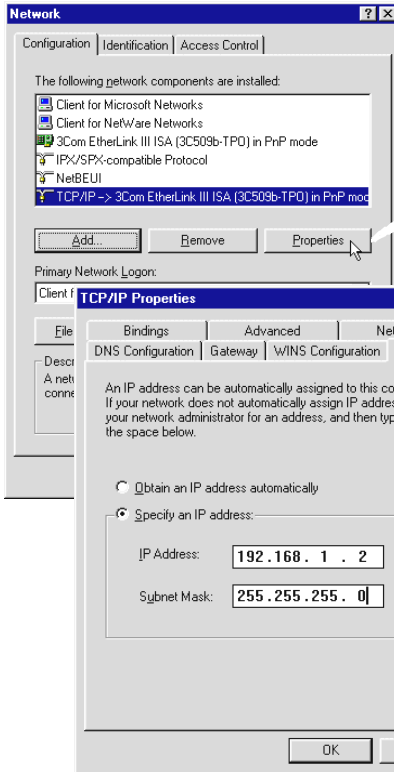 Network
Configuration Identification Access Control
The following network components are installed:
Client for Microsoft Networks
Client for NetWare Networks
3Com EtherLink III ISA (3C509b-TPO) in PnP mode
IPX/SPX-compatible Protocol
NetBEUI
TCP/IP -> 3Com EtherLink III ISA (3C509b-TPO) in PnP mod
Add... Remove Properties
Primary Network Logon:
Client f
File
Descr
A netw
conne
TCP/IP Properties
Bindings Advanced Net
DNS Configuration Gateway WINS Configuration
An IP address can be automatically assigned to this co
If your network does not automatically assign IP addres
your network administrator for an address, and then typ
the space below.
Obtain an IP address automatically
Specify an IP address:
IP Address: 192.168. 1 . 2
Subnet Mask: 255.255.255. 0
OK